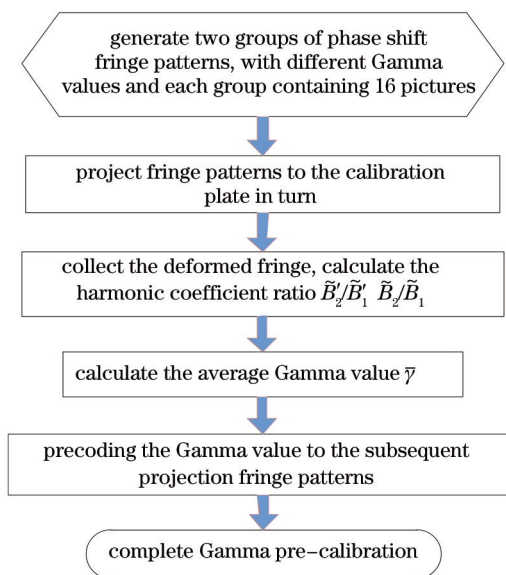 generate two groups of phase shift
fringe patterns, with different Gamma
values and each group containing 16 pictures
project fringe patterns to the calibration
plate in turn
collect the deformed fringe, calculate the
harmonic coefficient ratio B̃′₂/B̃′₁ B̃₂/B̃₁
calculate the average Gamma value γ̄
precoding the Gamma value to the subsequent
projection fringe patterns
complete Gamma pre-calibration